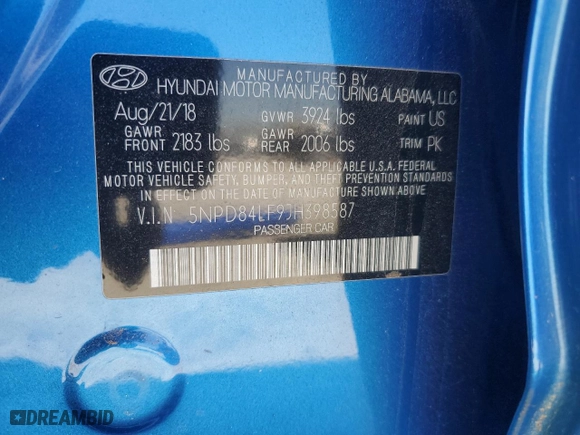 MANUFACTURED BY
HYUNDAI MOTOR MANUFACTURING ALABAMA, LLC
Aug/21/18 GVWR 3924 lbs PAINT US
GAWR FRONT 2183 lbs GAWR REAR 2006 lbs TRIM PK
THIS VEHICLE CONFORMS TO ALL APPLICABLE U.S.A. FEDERAL
MOTOR VEHICLE SAFETY, BUMPER, AND THEFT PREVENTION
STANDARDS IN EFFECT ON THE DATE OF MANUFACTURE SHOWN ABOVE.
V.I.N 5NPD84LF9JH398587
PASSENGER CAR
DREAMBID